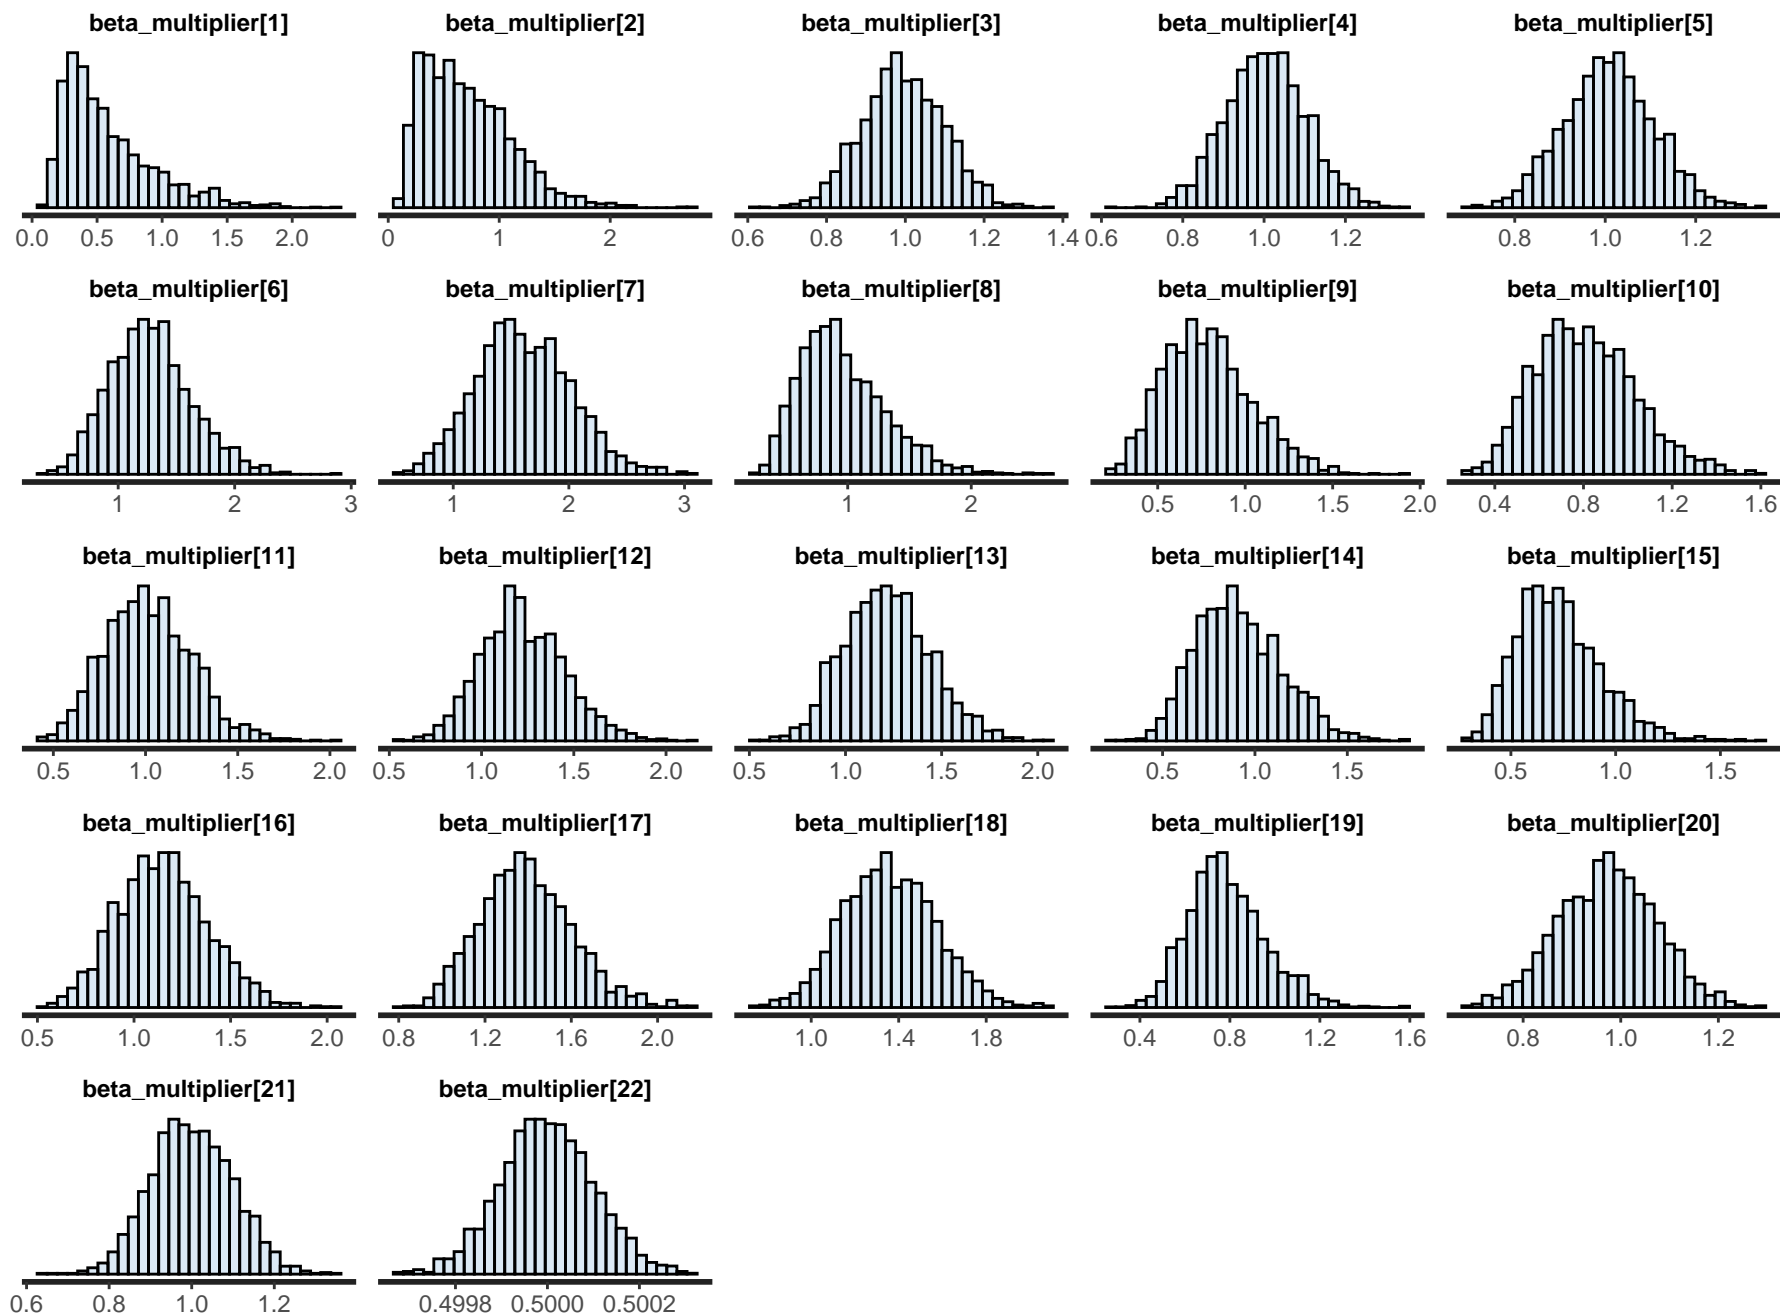 beta_multiplier[1] beta_multiplier[2] beta_multiplier[3] beta_multiplier[4] beta_multiplier[5]
0.0 0.5 1.0 1.5 2.0 0 1 2 0.6 0.8 1.0 1.2 1.4 0.6 0.8 1.0 1.2 0.8 1.0 1.2
beta_multiplier[6] beta_multiplier[7] beta_multiplier[8] beta_multiplier[9] beta_multiplier[10]
1 2 3 1 2 3 1 2 0.5 1.0 1.5 2.0 0.4 0.8 1.2 1.6
beta_multiplier[11] beta_multiplier[12] beta_multiplier[13] beta_multiplier[14] beta_multiplier[15]
0.5 1.0 1.5 2.0 0.5 1.0 1.5 2.0 0.5 1.0 1.5 2.0 0.5 1.0 1.5 0.5 1.0 1.5
beta_multiplier[16] beta_multiplier[17] beta_multiplier[18] beta_multiplier[19] beta_multiplier[20]
0.5 1.0 1.5 2.0 0.8 1.2 1.6 2.0 1.0 1.4 1.8 0.4 0.8 1.2 1.6 0.8 1.0 1.2
beta_multiplier[21] beta_multiplier[22]
0.6 0.8 1.0 1.2 0.4998 0.5000 0.5002